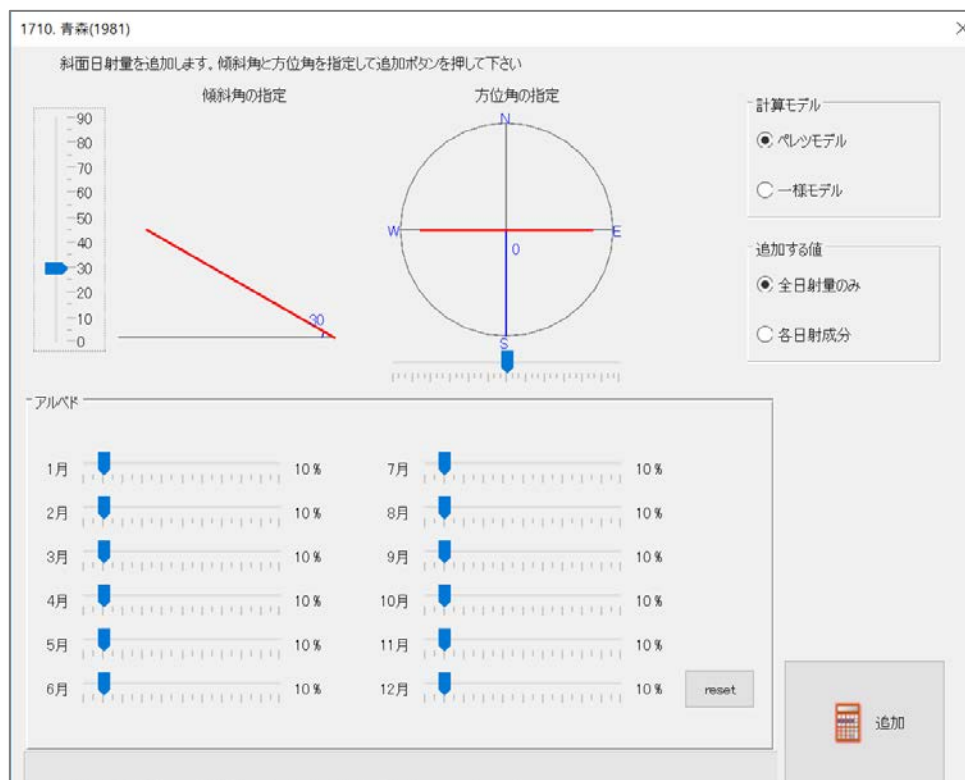 1710. 青森(1981)
斜面日射量を追加します。傾斜角と方位角を指定して追加ボタンを押して下さい
傾斜角の指定
90
80
70
60
50
40
30
20
10
0
30
方位角の指定
N
W
E
0
S
計算モデル
ペレツモデル
一様モデル
追加する値
全日射量のみ
各日射成分
アルベド
1月 10%
2月 10%
3月 10%
4月 10%
5月 10%
6月 10%
7月 10%
8月 10%
9月 10%
10月 10%
11月 10%
12月 10%
reset
追加